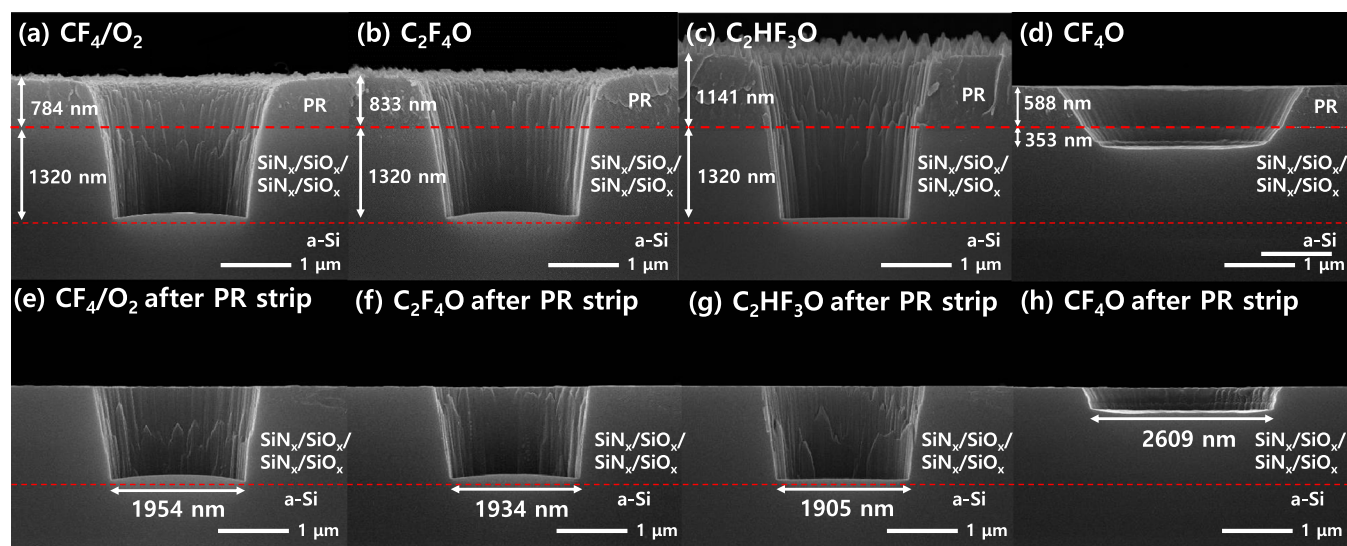 (a) CF₄/O₂
784 nm
PR
1320 nm
SiNₓ/SiOₓ/
SiNₓ/SiOₓ
a-Si
1 μm
(b) C₂F₄O
833 nm
PR
1320 nm
SiNₓ/SiOₓ/
SiNₓ/SiOₓ
a-Si
1 μm
(c) C₂HF₃O
1141 nm
PR
1320 nm
SiNₓ/SiOₓ/
SiNₓ/SiOₓ
a-Si
1 μm
(d) CF₄O
588 nm
PR
353 nm
SiNₓ/SiOₓ/
SiNₓ/SiOₓ
a-Si
1 μm
(e) CF₄/O₂ after PR strip
SiNₓ/SiOₓ/
SiNₓ/SiOₓ
a-Si
1954 nm
1 μm
(f) C₂F₄O after PR strip
SiNₓ/SiOₓ/
SiNₓ/SiOₓ
a-Si
1934 nm
1 μm
(g) C₂HF₃O after PR strip
SiNₓ/SiOₓ/
SiNₓ/SiOₓ
a-Si
1905 nm
1 μm
(h) CF₄O after PR strip
2609 nm
SiNₓ/SiOₓ/
SiNₓ/SiOₓ
a-Si
1 μm